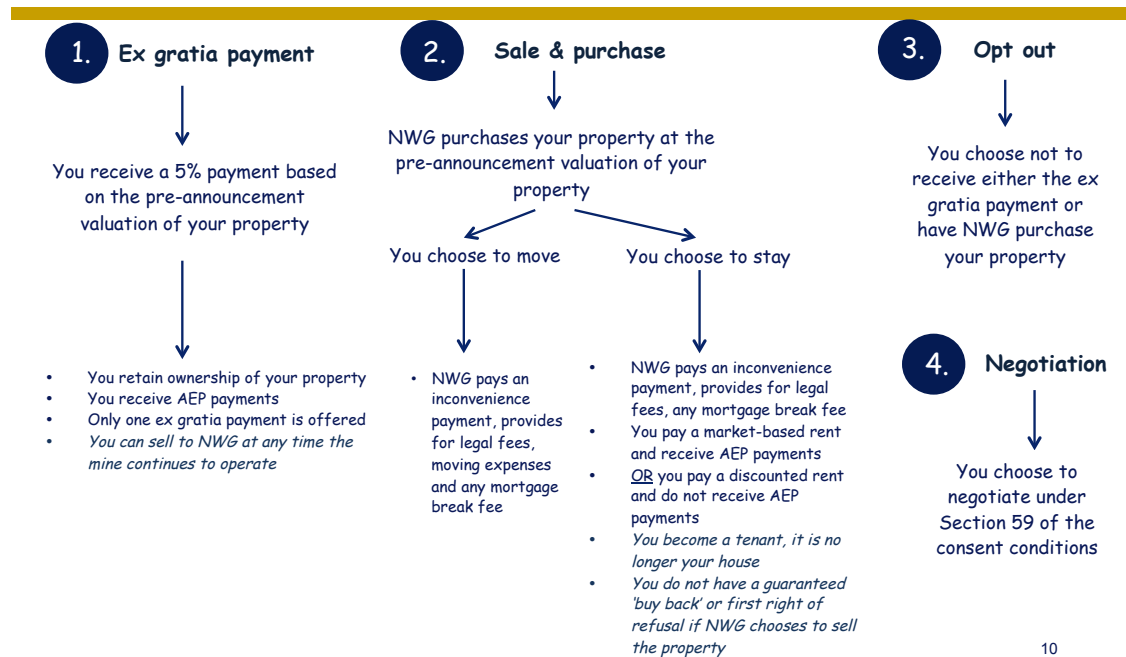 1. Ex gratia payment
You receive a 5% payment based
on the pre-announcement
valuation of your property
• You retain ownership of your property
• You receive AEP payments
• Only one ex gratia payment is offered
• You can sell to NWG at any time the
mine continues to operate
2. Sale & purchase
NWG purchases your property at the
pre-announcement valuation of your
property
You choose to move
• NWG pays an
inconvenience
payment, provides
for legal fees,
moving expenses
and any mortgage
break fee
You choose to stay
• NWG pays an inconvenience
payment, provides for legal
fees, any mortgage break fee
• You pay a market-based rent
and receive AEP payments
• OR you pay a discounted rent
and do not receive AEP
payments
• You become a tenant, it is no
longer your house
• You do not have a guaranteed
‘buy back’ or first right of
refusal if NWG chooses to sell
the property
3. Opt out
You choose not to
receive either the ex
gratia payment or
have NWG purchase
your property
4. Negotiation
You choose to
negotiate under
Section 59 of the
consent conditions
10